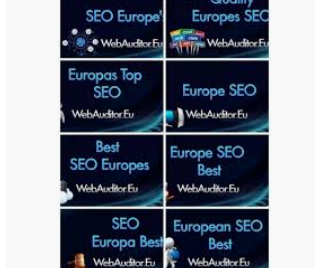 SEO Europe's
WebAuditor.Eu
Quality
Europes SEO
WebAuditor.Eu
Europas Top
SEO
WebAuditor.Eu
Europe SEO
WebAuditor.Eu
Best
SEO Europes
WebAuditor.Eu
Europe SEO
Best
WebAuditor.Eu
SEO
Europa Best
WebAuditor.Eu
European SEO
Best
WebAuditor.Eu